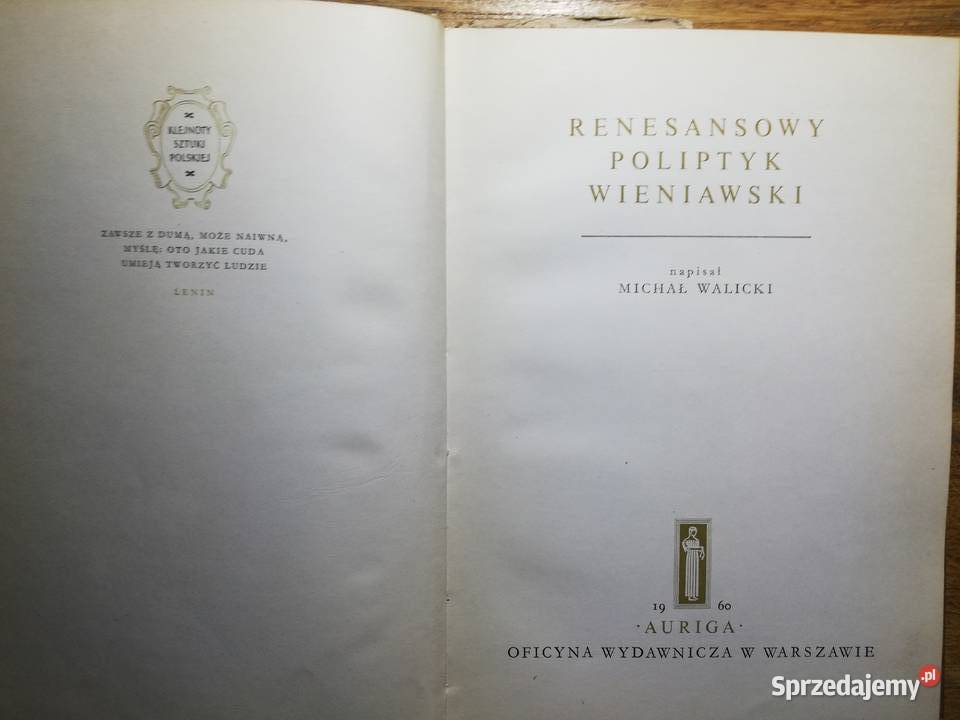 KLEJNOTY
SZTUKI
POLSKIEJ
ZAWSZE Z DUMĄ, MOŻE NAIWNĄ,
MYŚLĘ: OTO JAKIE CUDA
UMIEJĄ TWORZYĆ LUDZIE
LENIN
RENESANSOWY
POLIPTYK
WIENIAWSKI
napisał
MICHAŁ WALICKI
19 60
·AURIGA·
OFICYNA WYDAWNICZA W WARSZAWIE
Sprzedajemy.pl